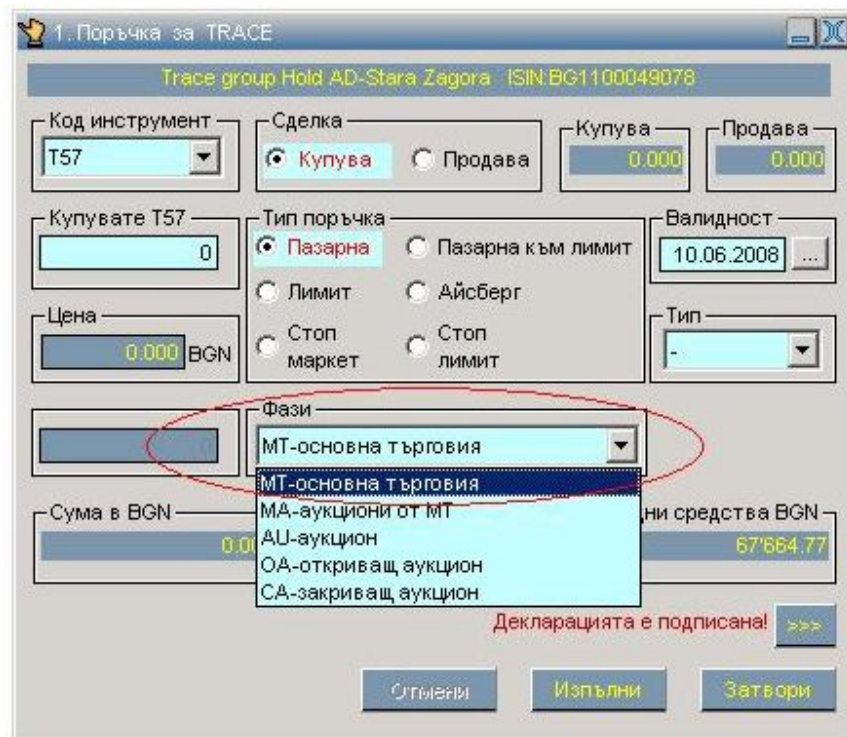 1. Поръчка за TRACE
Trace group Hold AD-Stara Zagora ISIN:BG1100049078
Код инструмент
Сделка
Купува
Продава
T57
Купува
Продава
0.000
0.000
Купувате T57
Тип поръчка
Валидност
0
Пазарна
Пазарна към лимит
10.06.2008
...
Лимит
Айсберг
Цена
Тип
0.000 BGN
Стоп маркет
Стоп лимит
-
Фази
0
МТ-основна търговия
МТ-основна търговия
МА-аукциони от МТ
AU-аукцион
ОА-откриващ аукцион
СА-закриващ аукцион
Сума в BGN
ни средства BGN
0.00
67'664.77
Декларацията е подписана!
>>>
Отмени
Изпълни
Затвори